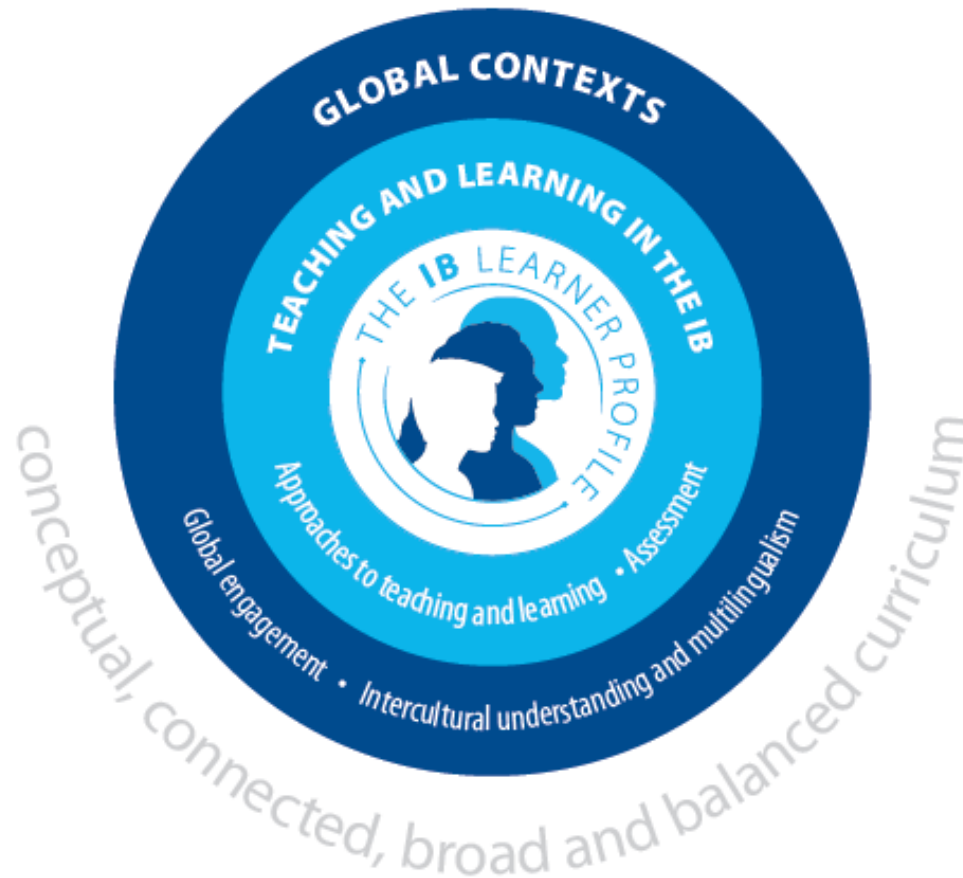 GLOBAL CONTEXTS
TEACHING AND LEARNING IN THE IB
THE IB LEARNER PROFILE
Approaches to teaching and learning • Assessment
Global engagement • Intercultural understanding and multilingualism
conceptual, connected, broad and balanced curriculum